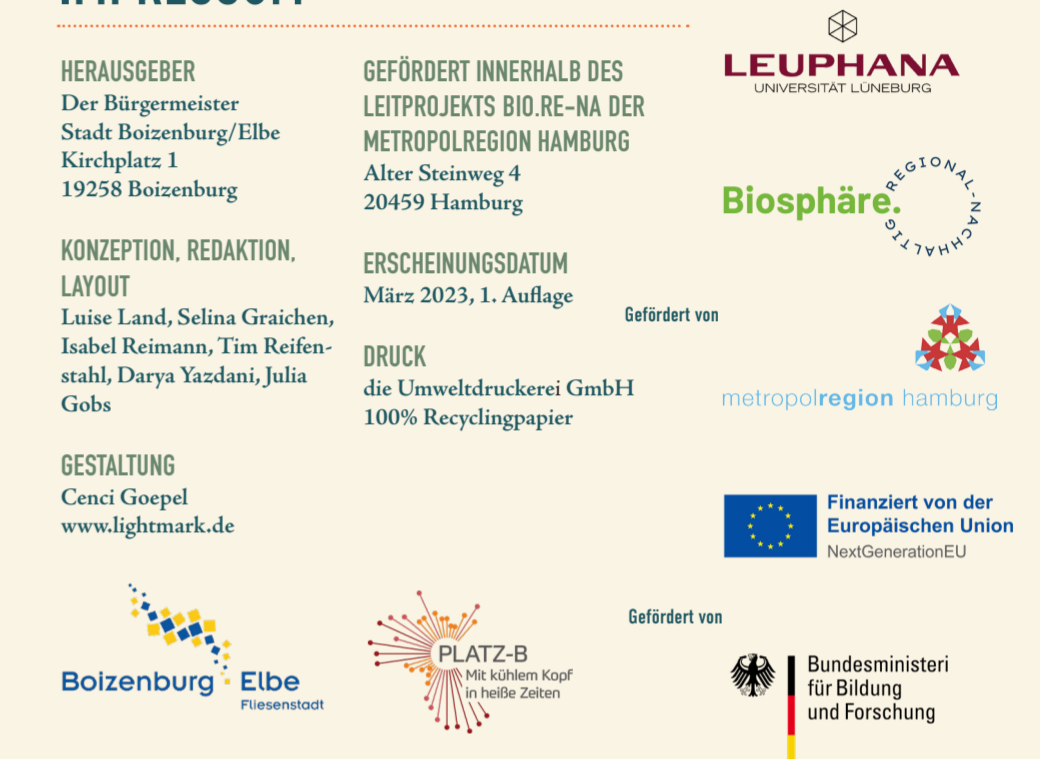 IMPRESSUM
HERAUSGEBER
Der Bürgermeister
Stadt Boizenburg/Elbe
Kirchplatz 1
19258 Boizenburg
KONZEPTION, REDAKTION,
LAYOUT
Luise Land, Selina Graichen,
Isabel Reimann, Tim Reifen-
stahl, Darya Yazdani, Julia
Gobs
GESTALTUNG
Cenci Goepel
www.lightmark.de
GEFÖRDERT INNERHALB DES
LEITPROJEKTS BIO.RE-NA DER
METROPOLREGION HAMBURG
Alter Steinweg 4
20459 Hamburg
ERSCHEINUNGSDATUM
März 2023, 1. Auflage
DRUCK
die Umweltdruckerei GmbH
100% Recyclingpapier
LEUPHANA
UNIVERSITÄT LÜNEBURG
Biosphäre.
REGIONAL-NACHHALTIG
Gefördert von
metropolregion hamburg
Finanziert von der
Europäischen Union
NextGenerationEU
Boizenburg Elbe
Fliesenstadt
PLATZ-B
Mit kühlem Kopf
in heiße Zeiten
Gefördert von
Bundesministeri
für Bildung
und Forschung